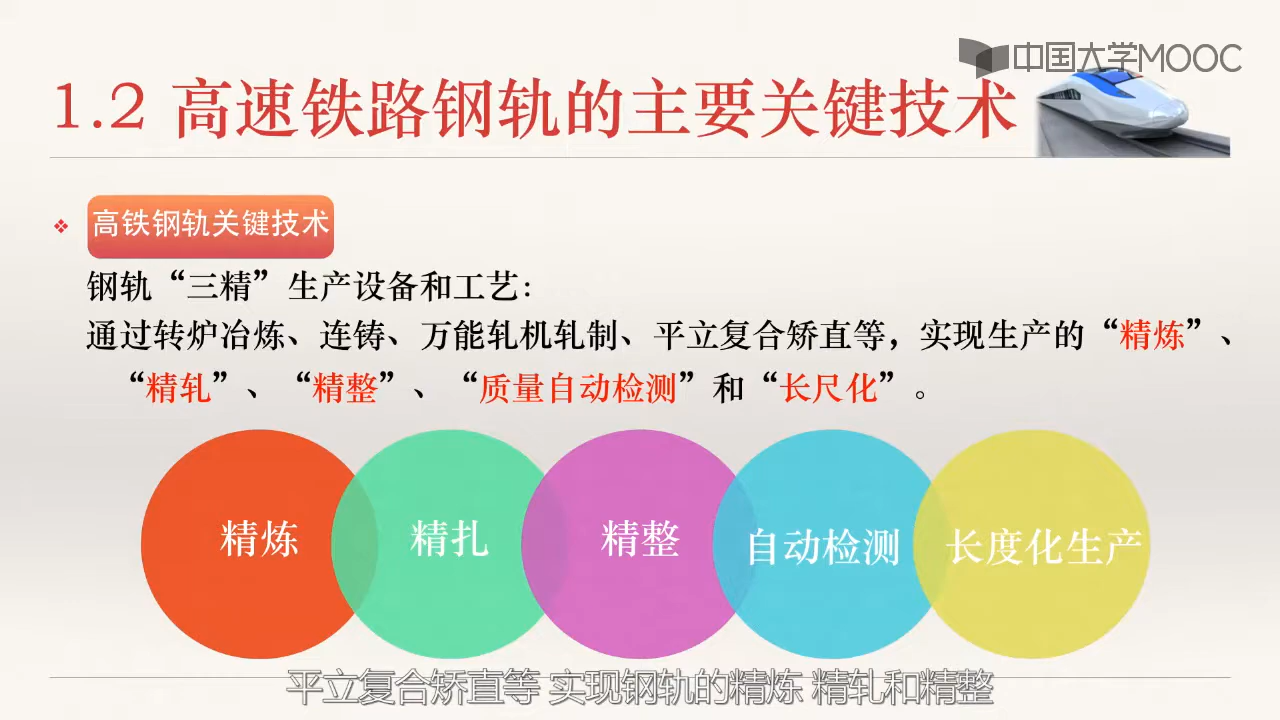 中国大学MOOC
1.2 高速铁路钢轨的主要关键技术
高铁钢轨关键技术
钢轨“三精”生产设备和工艺：
通过转炉冶炼、连铸、万能轧机轧制、平立复合矫直等，实现生产的“精炼”、
“精轧”、“精整”、“质量自动检测”和“长尺化”。
精炼
精扎
精整
自动检测
长度化生产
平立复合矫直等 实现钢轨的精炼 精轧和精整